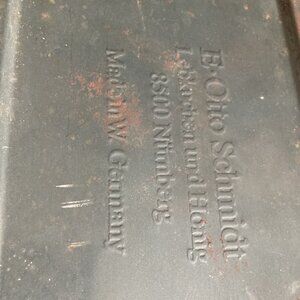 E. Otto Schmidt
Lebkuchen und Honig
8500 Nürnberg
Made in W. Germany